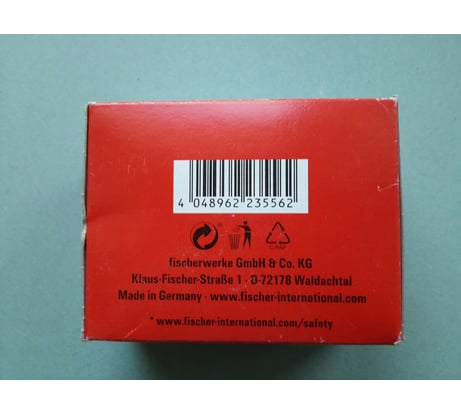 4 048962 235562
C/PAP
fischerwerke GmbH & Co. KG
Klaus-Fischer-Straße 1 · D-72178 Waldachtal
Made in Germany · www.fischer-international.com
* www.fischer-international.com/safety